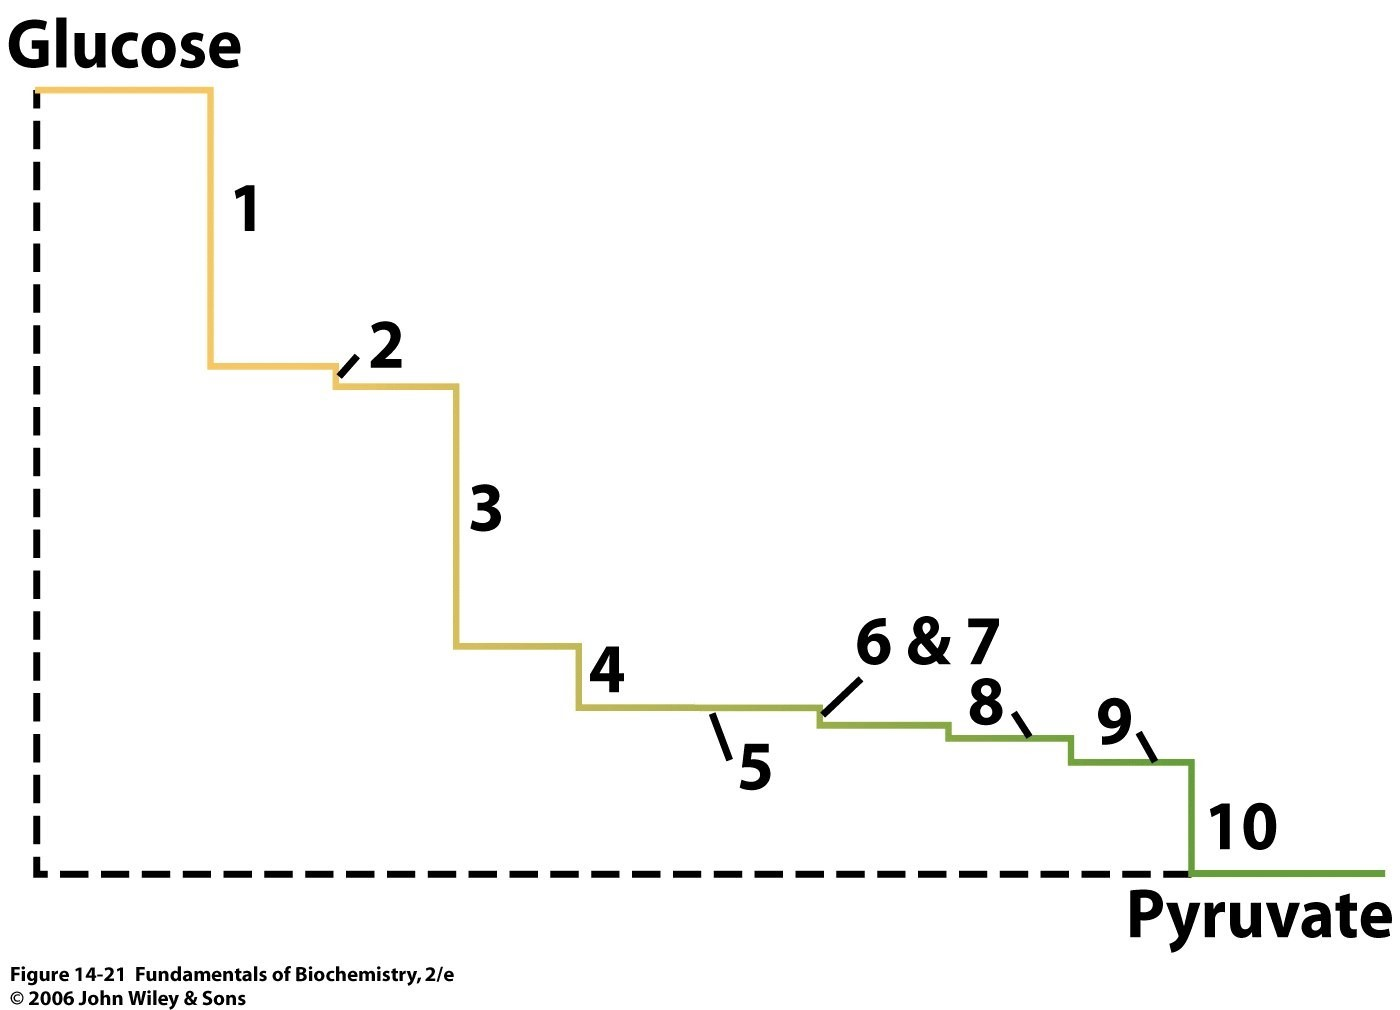 Glucose
1
2
3
4
5
6 & 7
8
9
10
Pyruvate
Figure 14-21 Fundamentals of Biochemistry, 2/e
© 2006 John Wiley & Sons